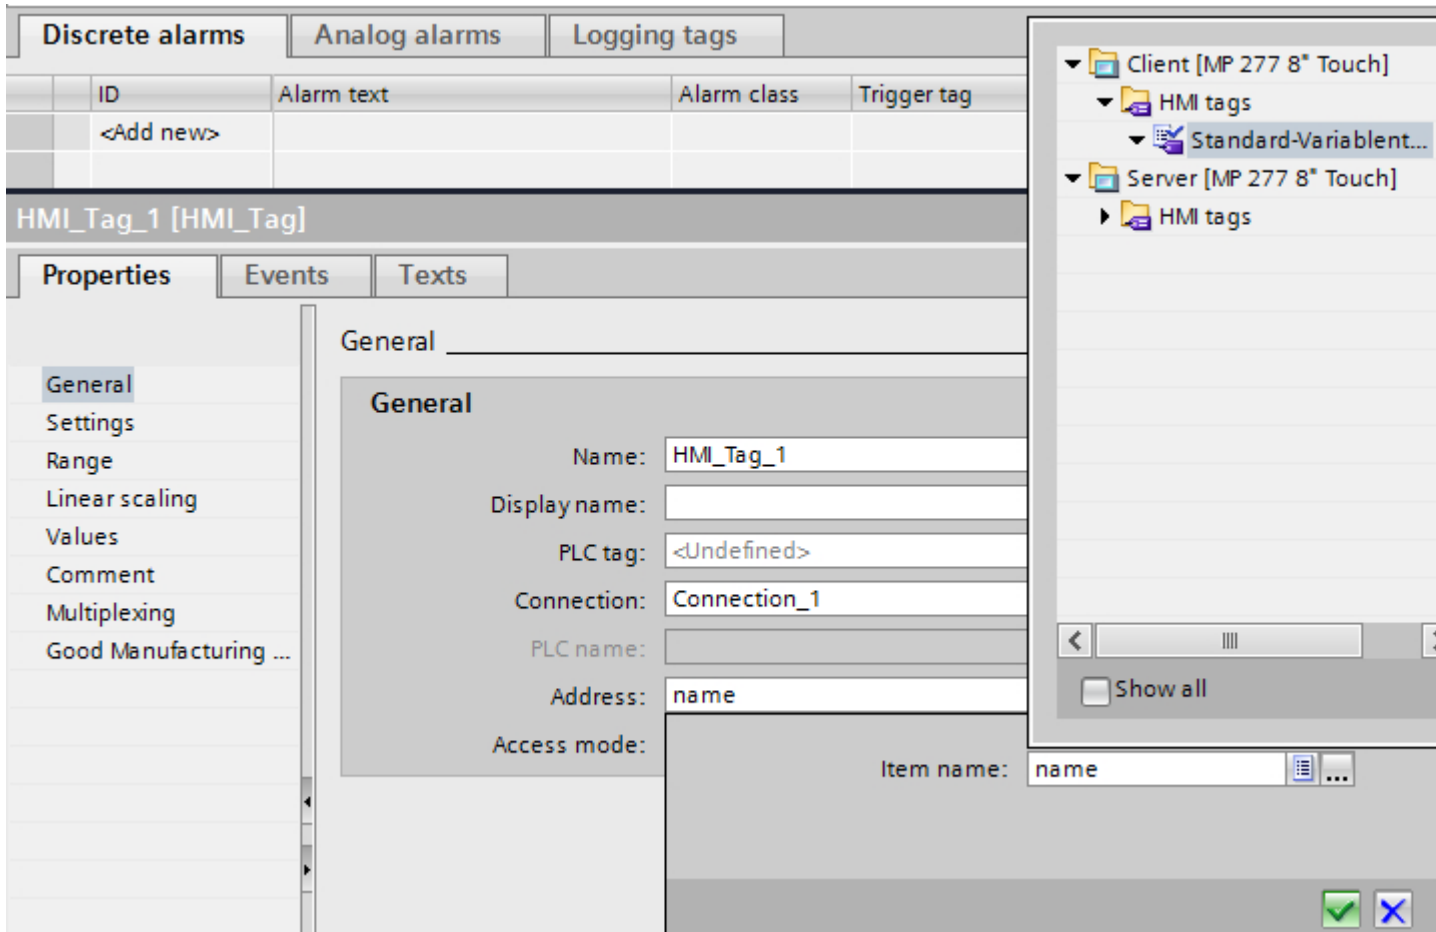 Discrete alarms
Analog alarms
Logging tags
ID
Alarm text
Alarm class
Trigger tag
<Add new>
HMI_Tag_1 [HMI_Tag]
Properties
Events
Texts
General
Settings
Range
Linear scaling
Values
Comment
Multiplexing
Good Manufacturing ...
General
General
Name: HMI_Tag_1
Display name:
PLC tag: <Undefined>
Connection: Connection_1
PLC name:
Address: name
Access mode:
Item name: name
...
Client [MP 277 8" Touch]
HMI tags
Standard-Variablent...
Server [MP 277 8" Touch]
HMI tags
Show all